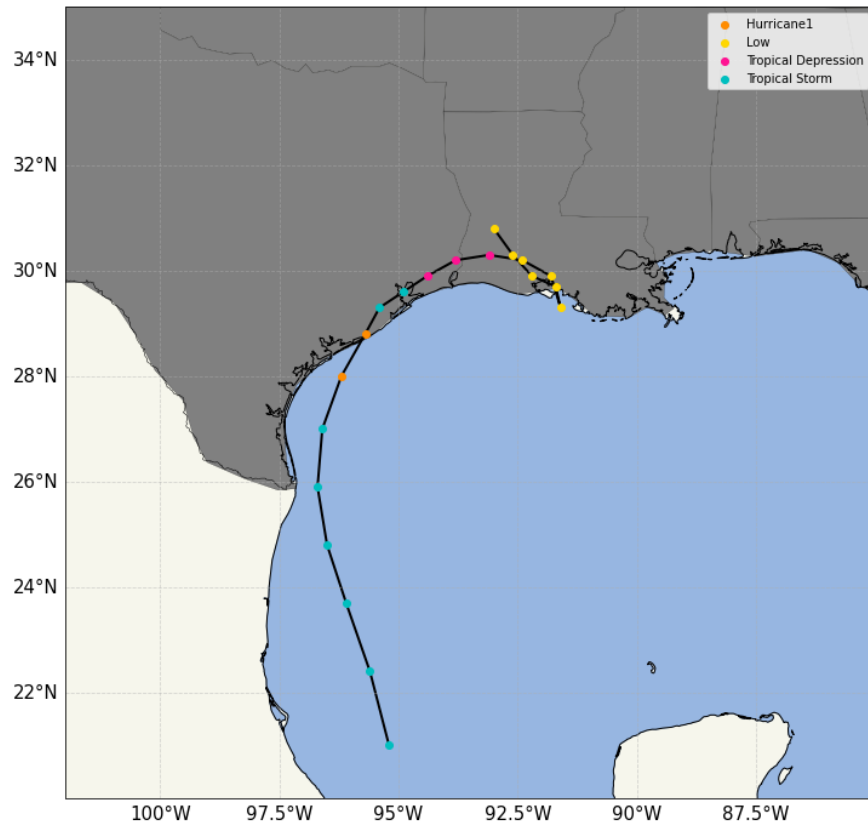 Hurricane1
Low
Tropical Depression
Tropical Storm
34°N
32°N
30°N
28°N
26°N
24°N
22°N
100°W 97.5°W 95°W 92.5°W 90°W 87.5°W